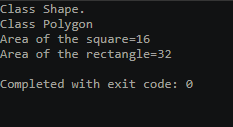 Class Shape.
Class Polygon
Area of the square=16
Area of the rectangle=32
Completed with exit code: 0